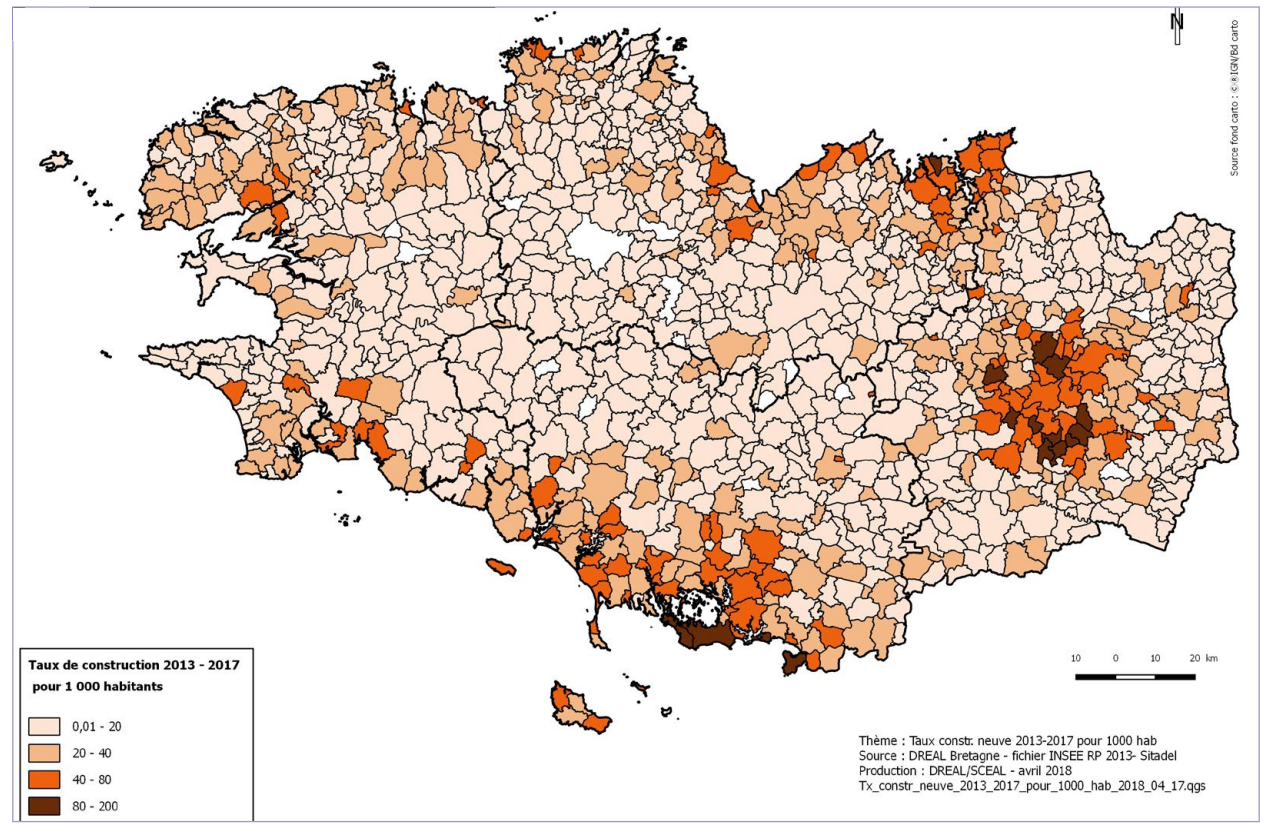 N
Source fond carto : ©®IGN/Bd carto
Taux de construction 2013 - 2017
pour 1 000 habitants
0,01 - 20
20 - 40
40 - 80
80 - 200
10 0 10 20 km
Thème : Taux constr. neuve 2013-2017 pour 1000 hab
Source : DREAL Bretagne - fichier INSEE RP 2013- Sitadel
Production : DREAL/SCEAL - avril 2018
Tx_constr_neuve_2013_2017_pour_1000_hab_2018_04_17.qgs